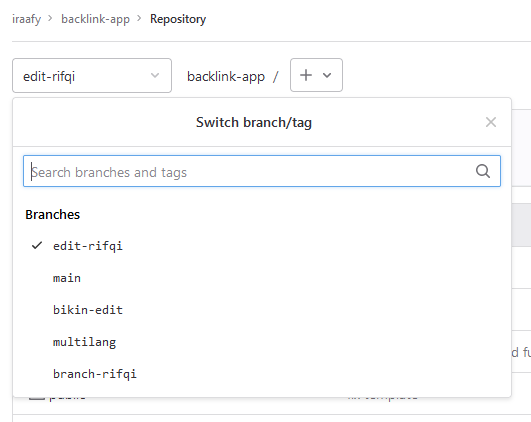 iraafy > backlink-app > Repository
edit-rifqi backlink-app / +
Switch branch/tag
Search branches and tags
Branches
edit-rifqi
main
bikin-edit
multilang
d fu
branch-rifqi